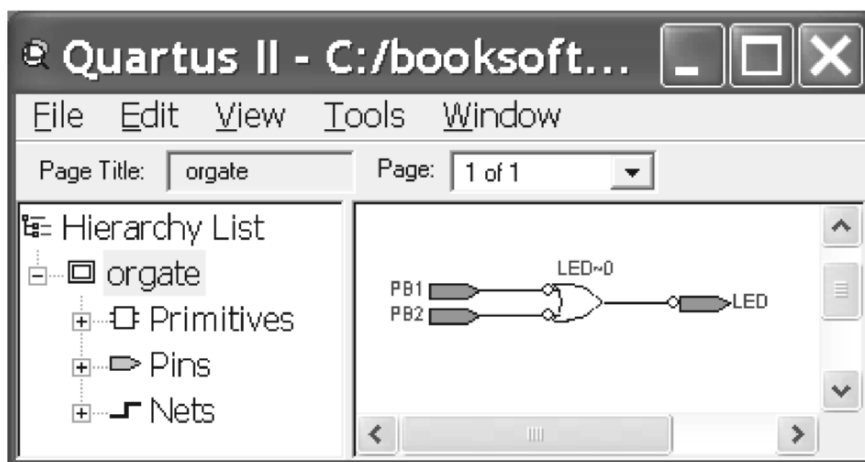 Quartus II - C:/booksoft...
File Edit View Tools Window
Page Title: orgate Page: 1 of 1
Hierarchy List
orgate
Primitives
Pins
Nets
LED~0
PB1
PB2
LED